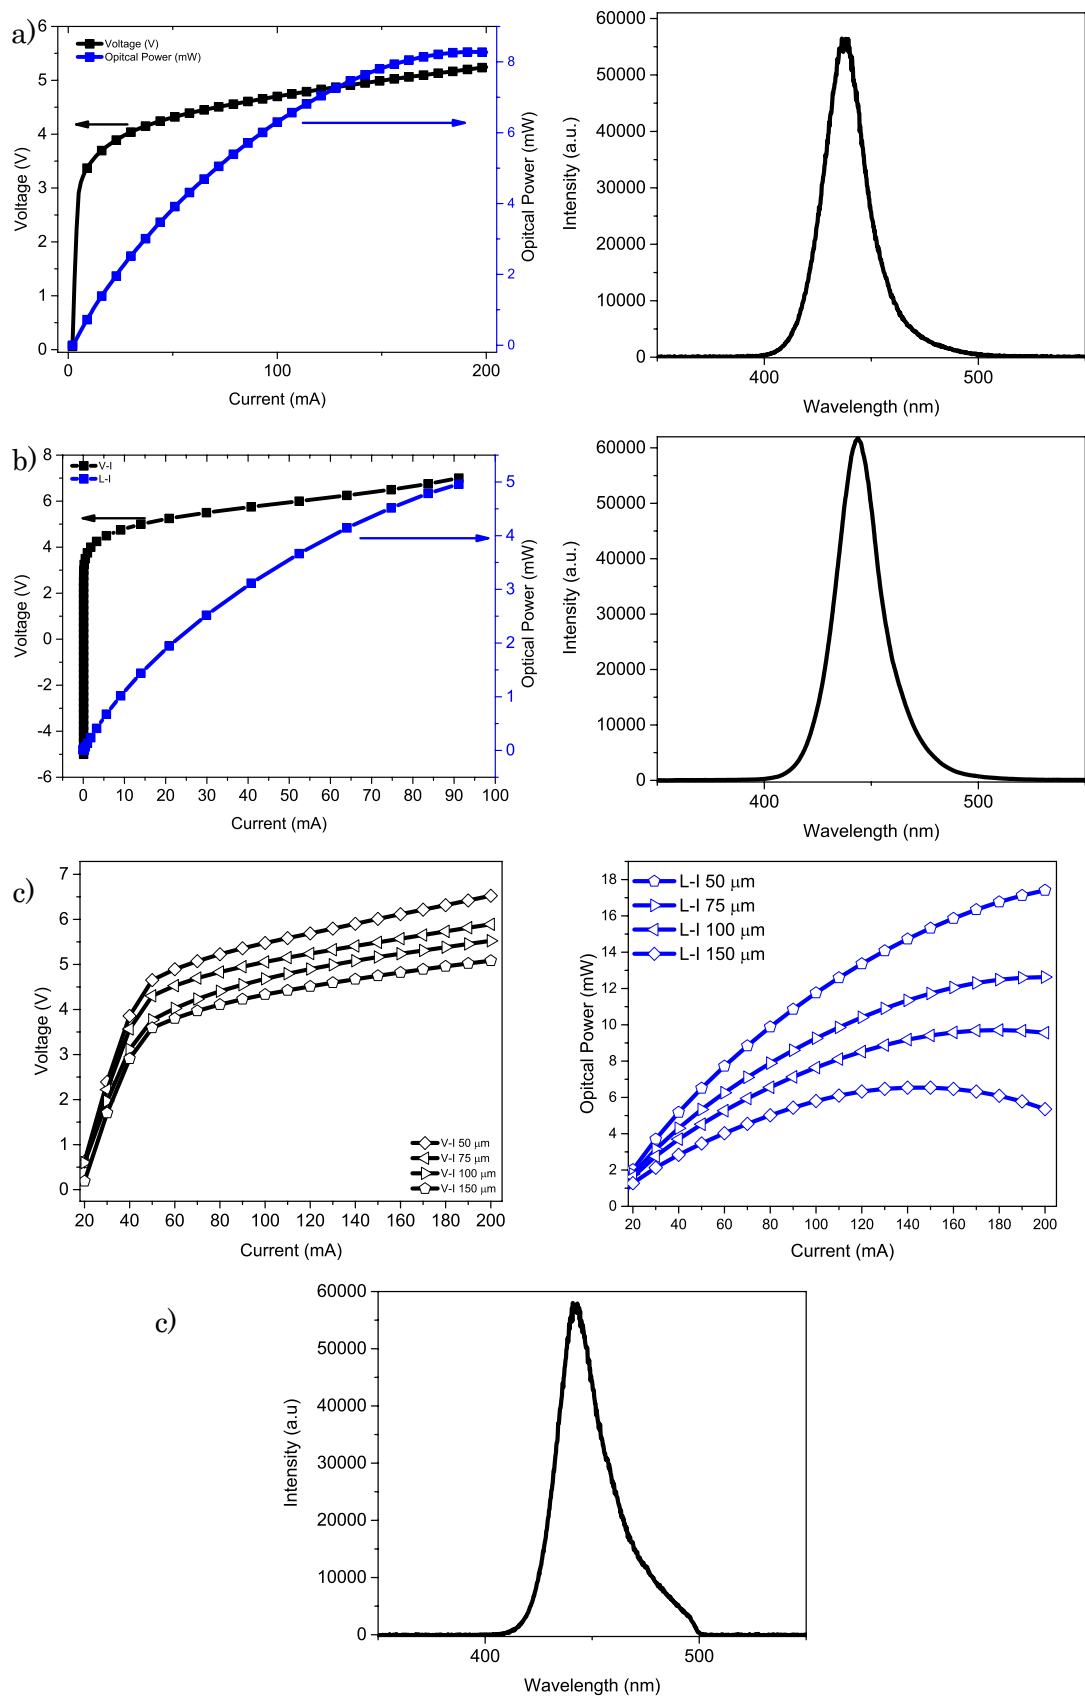 a)
Voltage (V)
Opitcal Power (mW)
6
5
4
3
2
1
0
Voltage (V)
8
6
4
2
0
Opitcal Power (mW)
0
100
200
Current (mA)
60000
50000
40000
30000
20000
10000
0
Intensity (a.u.)
400
500
Wavelength (nm)
b)
V-I
L-I
8
6
4
2
0
-2
-4
-6
Voltage (V)
5
4
3
2
1
0
Optical Power (mW)
0 10 20 30 40 50 60 70 80 90 100
Current (mA)
60000
50000
40000
30000
20000
10000
0
Intensity (a.u.)
400
500
Wavelength (nm)
c)
7
6
5
4
3
2
1
0
Voltage (V)
V-I 50 μm
V-I 75 μm
V-I 100 μm
V-I 150 μm
20 40 60 80 100 120 140 160 180 200
Current (mA)
18
16
14
12
10
8
6
4
2
0
Opitcal Power (mW)
L-I 50 μm
L-I 75 μm
L-I 100 μm
L-I 150 μm
20 40 60 80 100 120 140 160 180 200
Current (mA)
c)
60000
50000
40000
30000
20000
10000
0
Intensity (a.u)
400
500
Wavelength (nm)